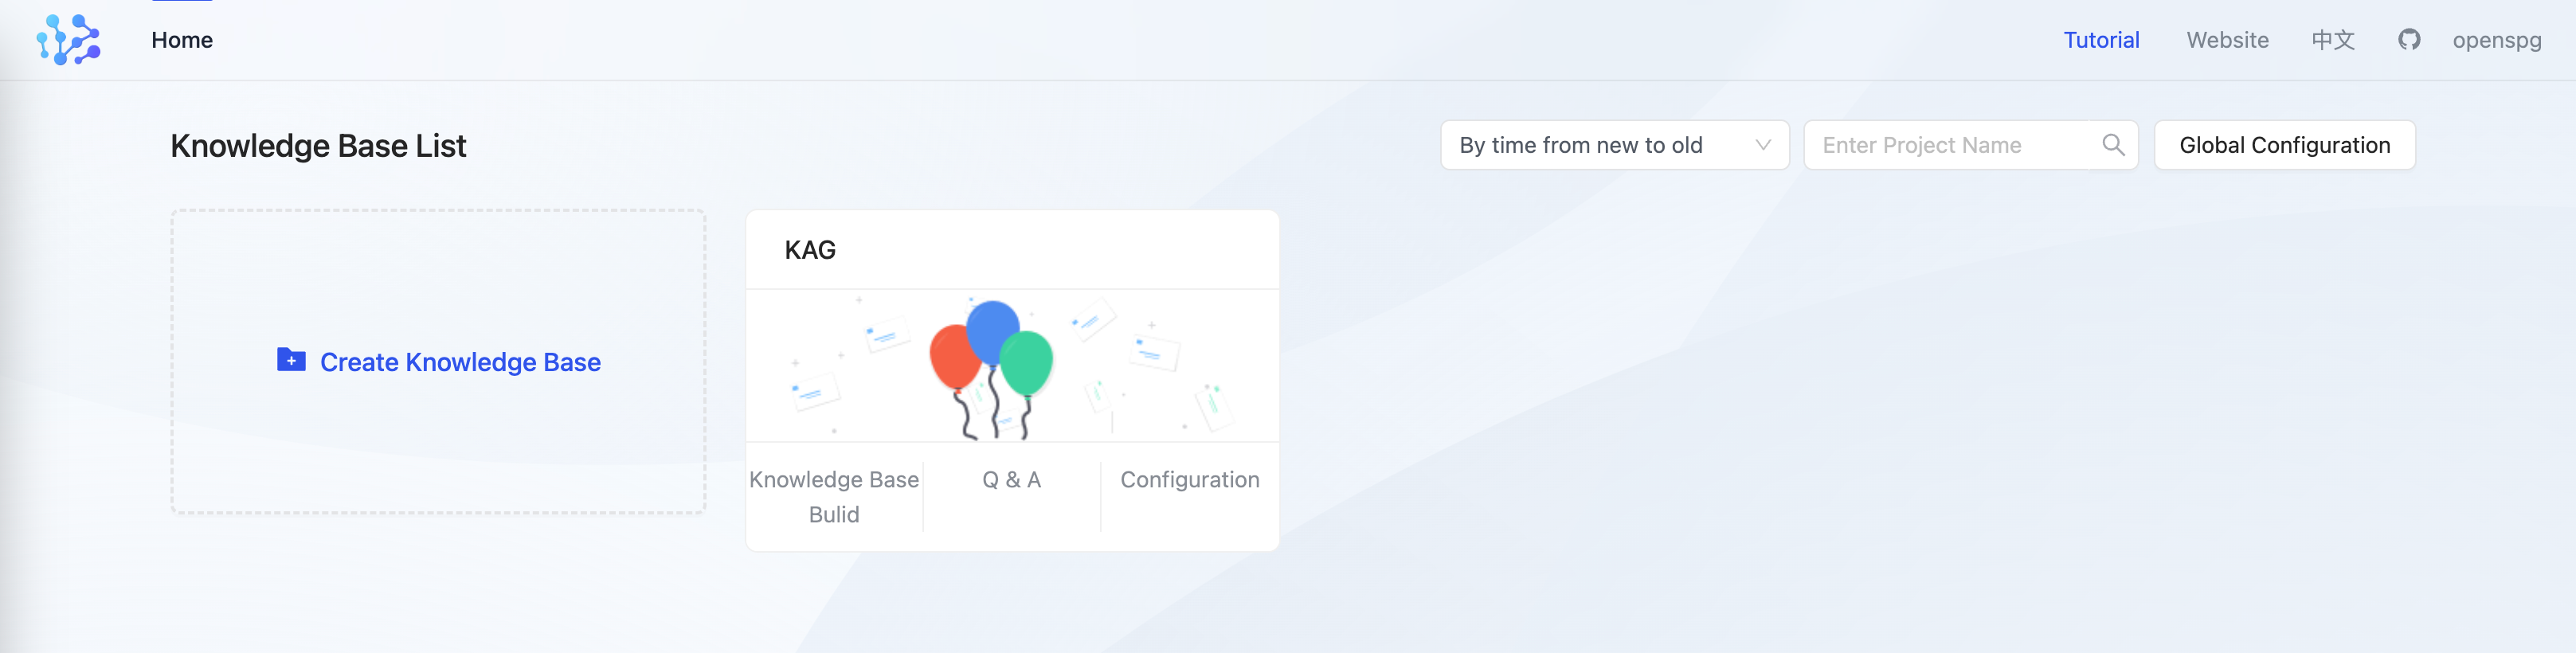 Home
Tutorial
Website
中文
openspg
Knowledge Base List
By time from new to old
Enter Project Name
Global Configuration
Create Knowledge Base
KAG
Knowledge Base
Bulid
Q & A
Configuration